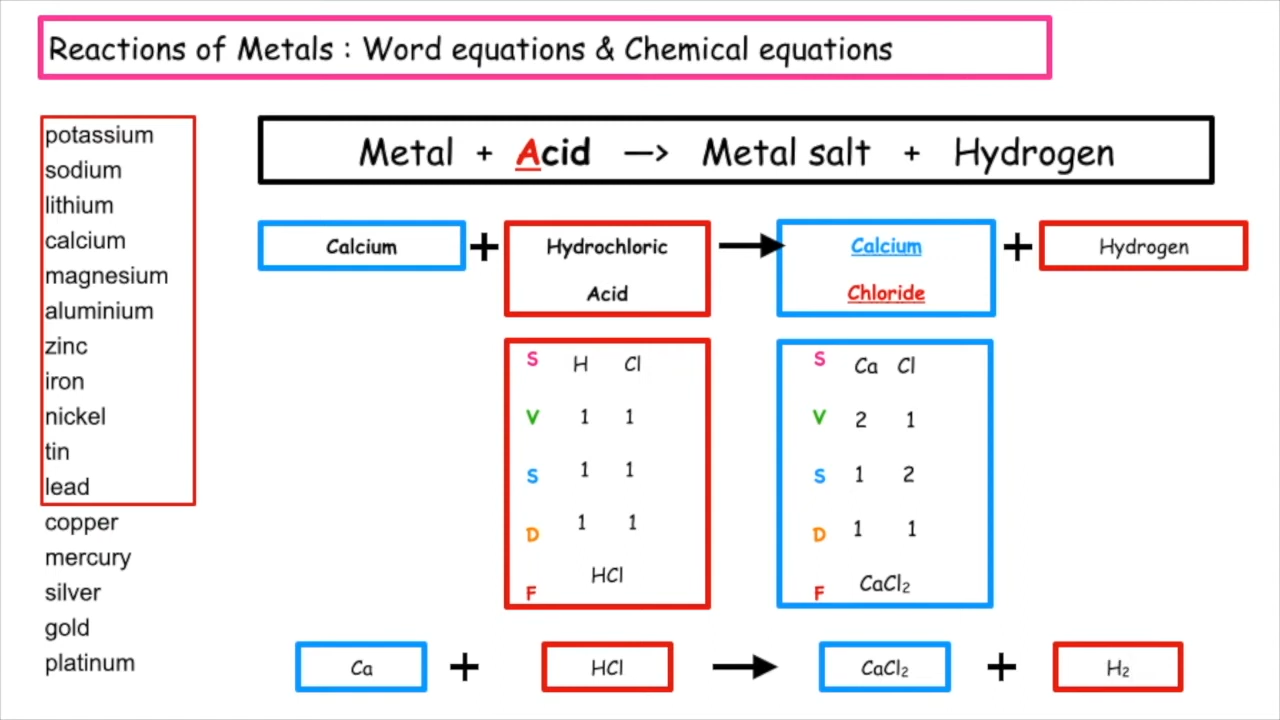 Reactions of Metals : Word equations & Chemical equations
potassium
sodium
lithium
calcium
magnesium
aluminium
zinc
iron
nickel
tin
lead
copper
mercury
silver
gold
platinum
Metal + Acid —> Metal salt + Hydrogen
Calcium + Hydrochloric Acid → Calcium Chloride + Hydrogen
S H Cl
V 1 1
S 1 1
D 1 1
F HCl
S Ca Cl
V 2 1
S 1 2
D 1 1
F CaCl₂
Ca + HCl → CaCl₂ + H₂